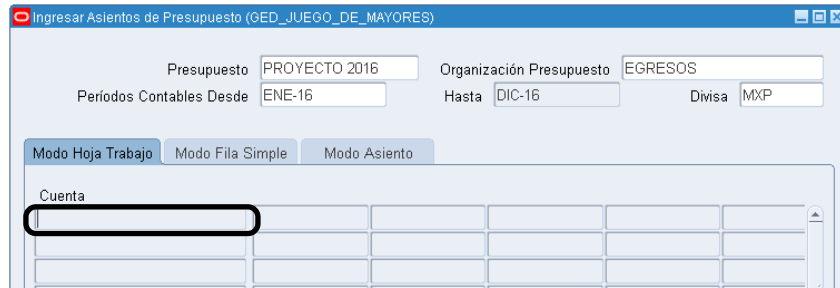 Ingresar Asientos de Presupuesto (GED_JUEGO_DE_MAYORES)
Presupuesto PROYECTO 2016 Organización Presupuesto EGRESOS
Períodos Contables Desde ENE-16 Hasta DIC-16 Divisa MXP
Modo Hoja Trabajo Modo Fila Simple Modo Asiento
Cuenta